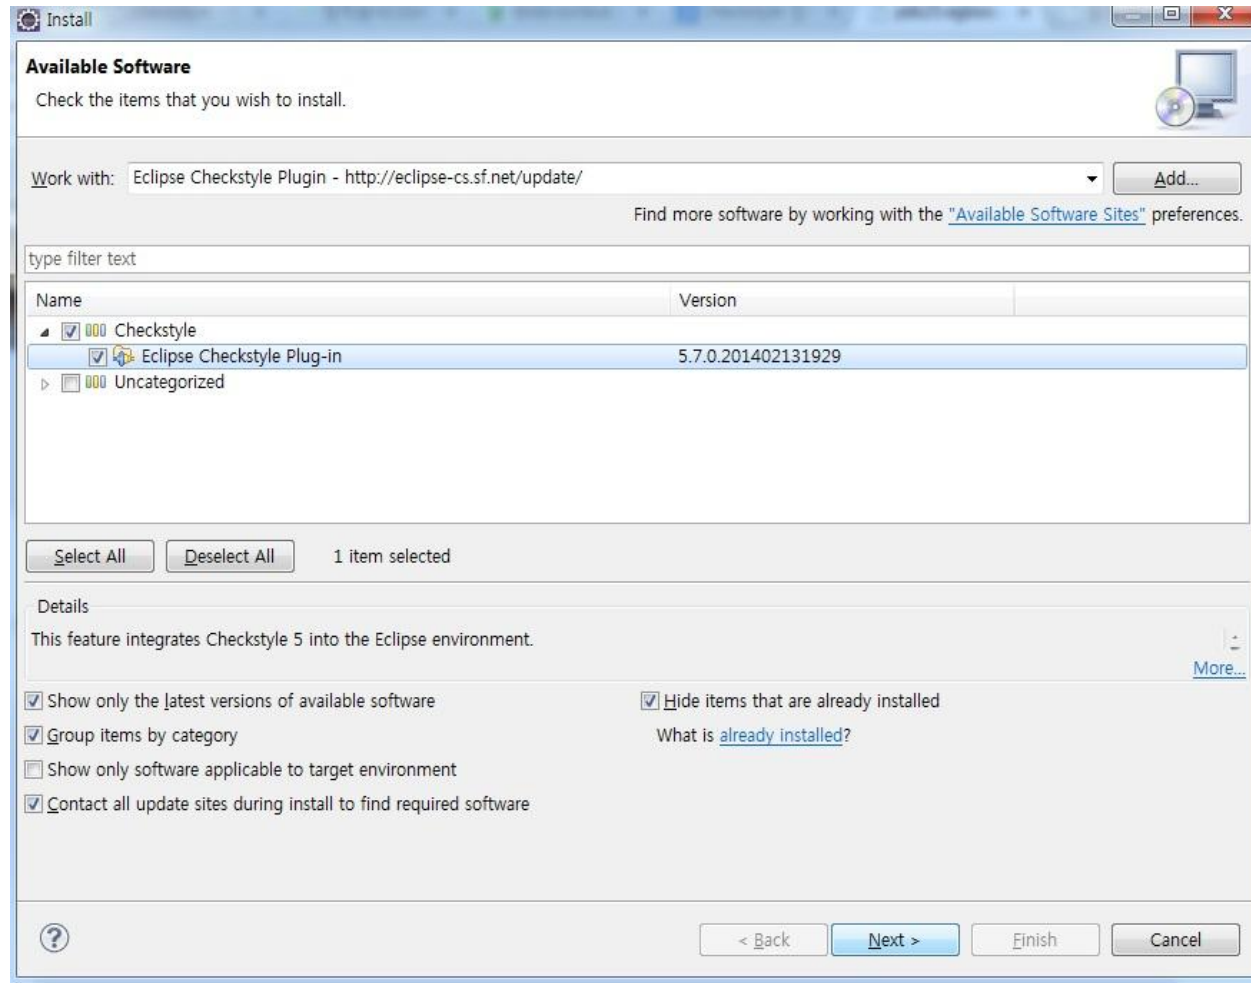 Install
Available Software
Check the items that you wish to install.
Work with: Eclipse Checkstyle Plugin - http://eclipse-cs.sf.net/update/ Add...
Find more software by working with the "Available Software Sites" preferences.
type filter text
Name Version
Checkstyle
Eclipse Checkstyle Plug-in 5.7.0.201402131929
Uncategorized
Select All Deselect All 1 item selected
Details
This feature integrates Checkstyle 5 into the Eclipse environment.
More...
Show only the latest versions of available software Hide items that are already installed
Group items by category What is already installed?
Show only software applicable to target environment
Contact all update sites during install to find required software
? < Back Next > Finish Cancel